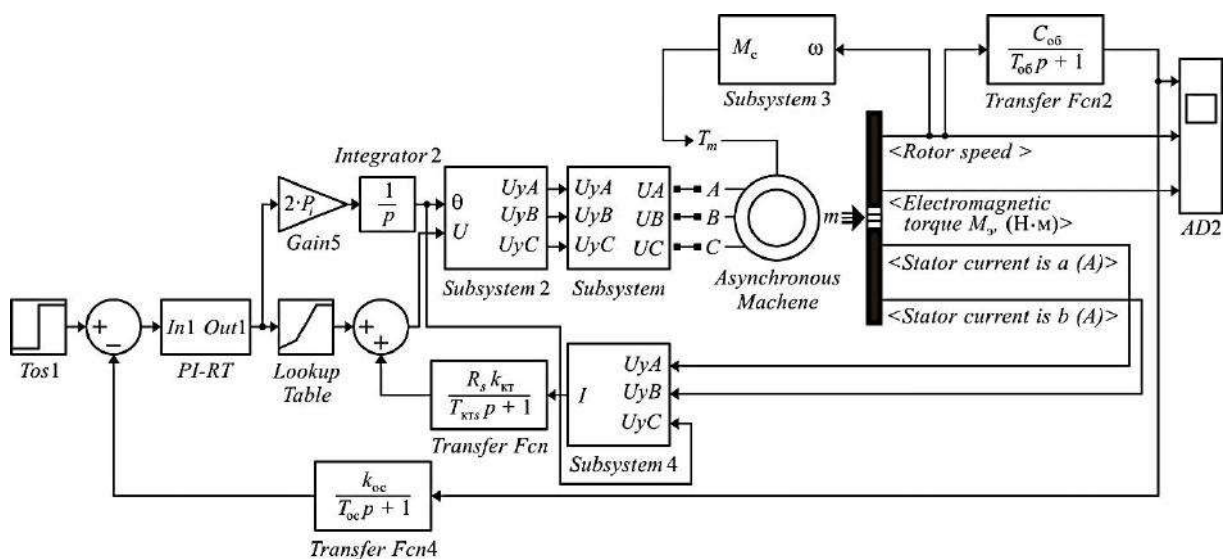 M_c ω
Subsystem 3
C_об
T_об p + 1
Transfer Fcn2
T_m
Integrator 2
2·P_i
Gain5
1
p
θ
U
UyA
UyB
UyC
Subsystem 2
UyA
UyB
UyC
UA
UB
UC
Subsystem
A
B
C
Asynchronous
Machene
m
<Rotor speed >
<Electromagnetic
torque M_э, (Н·м)>
<Stator current is a (A)>
<Stator current is b (A)>
AD2
Tos1
+
−
In1 Out1
PI-RT
Lookup
Table
+
+
R_s k_кт
T_ктs p + 1
Transfer Fcn
I
UyA
UyB
UyC
Subsystem 4
k_ос
T_ос p + 1
Transfer Fcn4